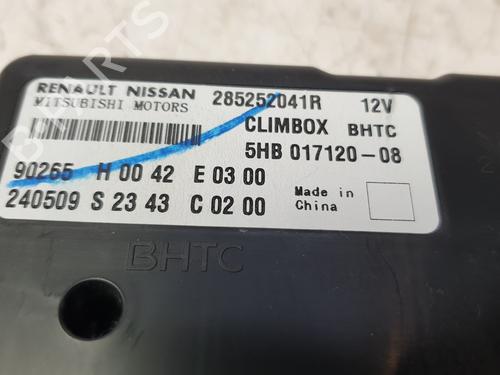 RENAULT NISSAN 285252041R 12V
MITSUBISHI MOTORS CLIMBOX BHTC
5HB 017120-08
90265 H 00 42 E 03 00
240509 S 23 43 C 02 00
Made in
China
BHTC
B-PARTS